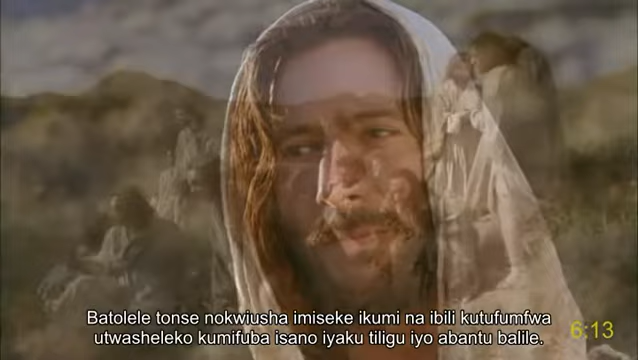 Batolele tonse nokwiusha imiseke ikumi na ibili kutufumfwa
utwasheleko kumifuba isano iyaku tiligu iyo abantu balile.
6:13